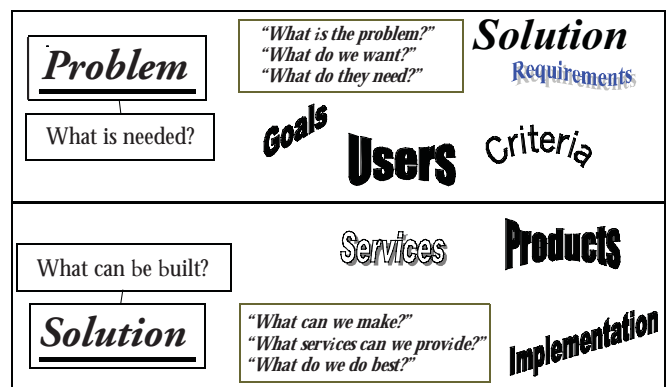 Problem
What is needed?
“What is the problem?”
“What do we want?”
“What do they need?”
Solution
Requirements
Goals
Users
Criteria
What can be built?
Solution
Services
Products
“What can we make?”
“What services can we provide?”
“What do we do best?”
Implementation